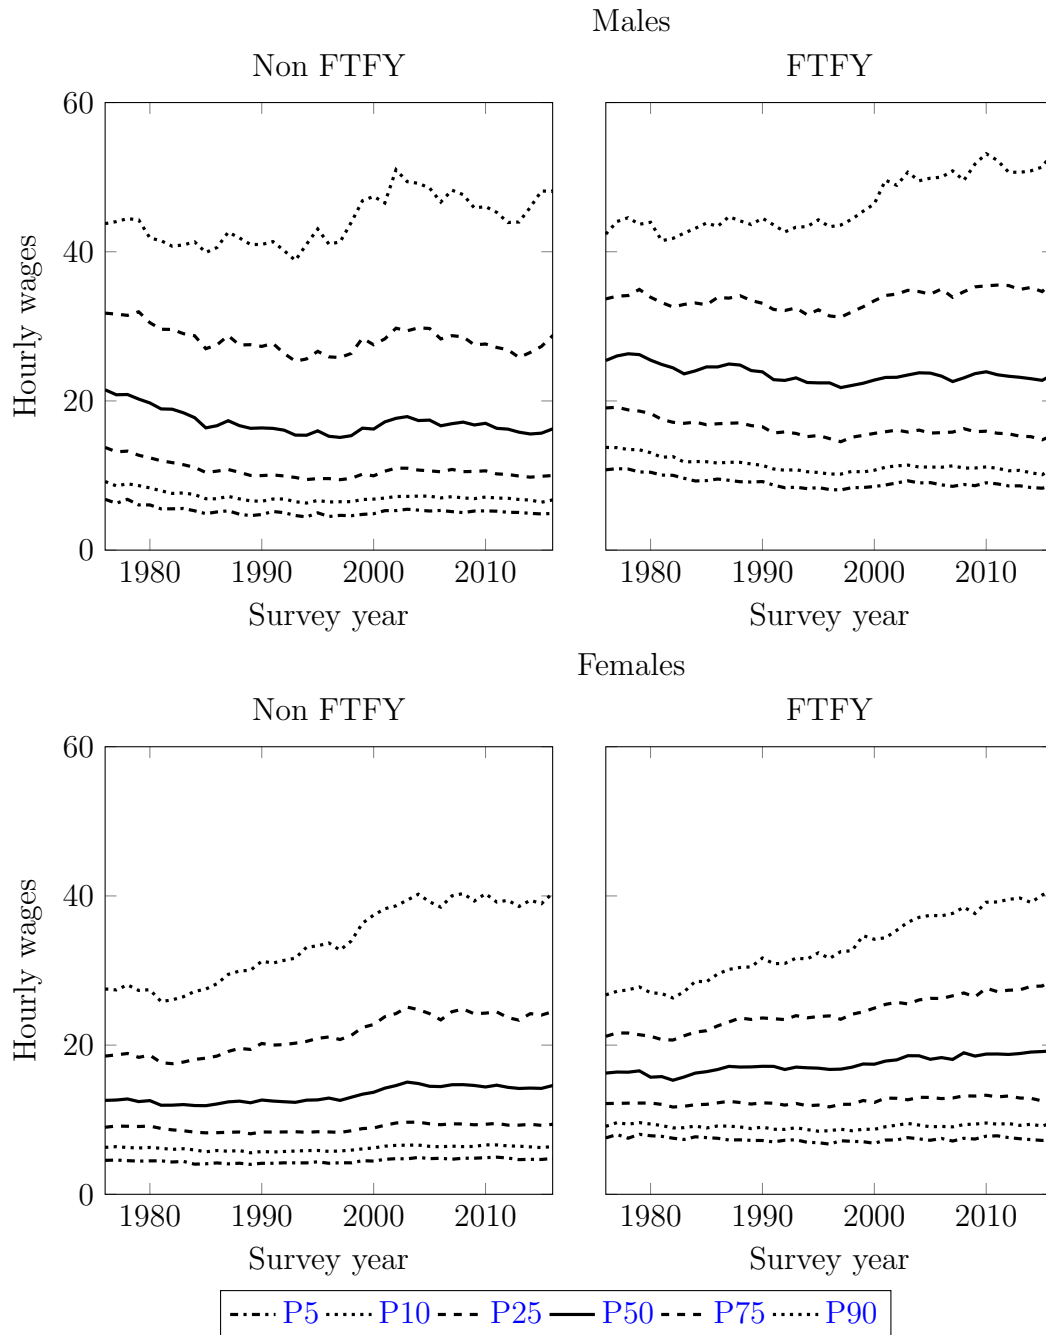 Males
Non FTFY FTFY
60
40
20
0
Hourly wages
1980 1990 2000 2010 1980 1990 2000 2010
Survey year Survey year
Females
Non FTFY FTFY
60
40
20
0
Hourly wages
1980 1990 2000 2010 1980 1990 2000 2010
Survey year Survey year
P5 P10 P25 P50 P75 P90